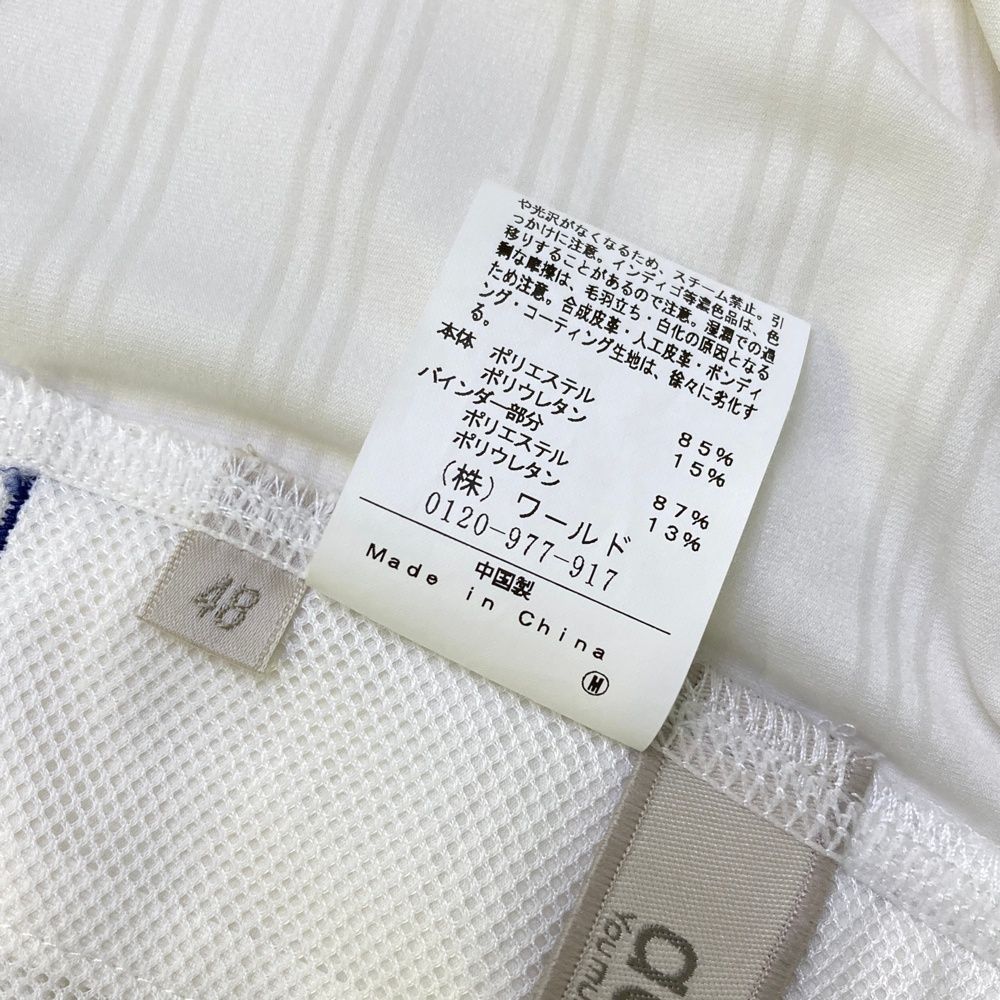 や光沢がなくなるため、スチーム禁止。引
っかけに注意。インディゴ等濃色品は、色
移りすることがあるので注意。湿潤での過
剰な摩擦は、毛羽立ち・白化の原因となる
ため注意。合成皮革・人工皮革・ボンディ
ング・コーティング生地は、徐々に劣化す
る。
本体 ポリエステル 85%
ポリウレタン 15%
バインダー部分
ポリエステル 87%
ポリウレタン 13%
(株)ワールド
0120-977-917
中国製
Made in China
M
48